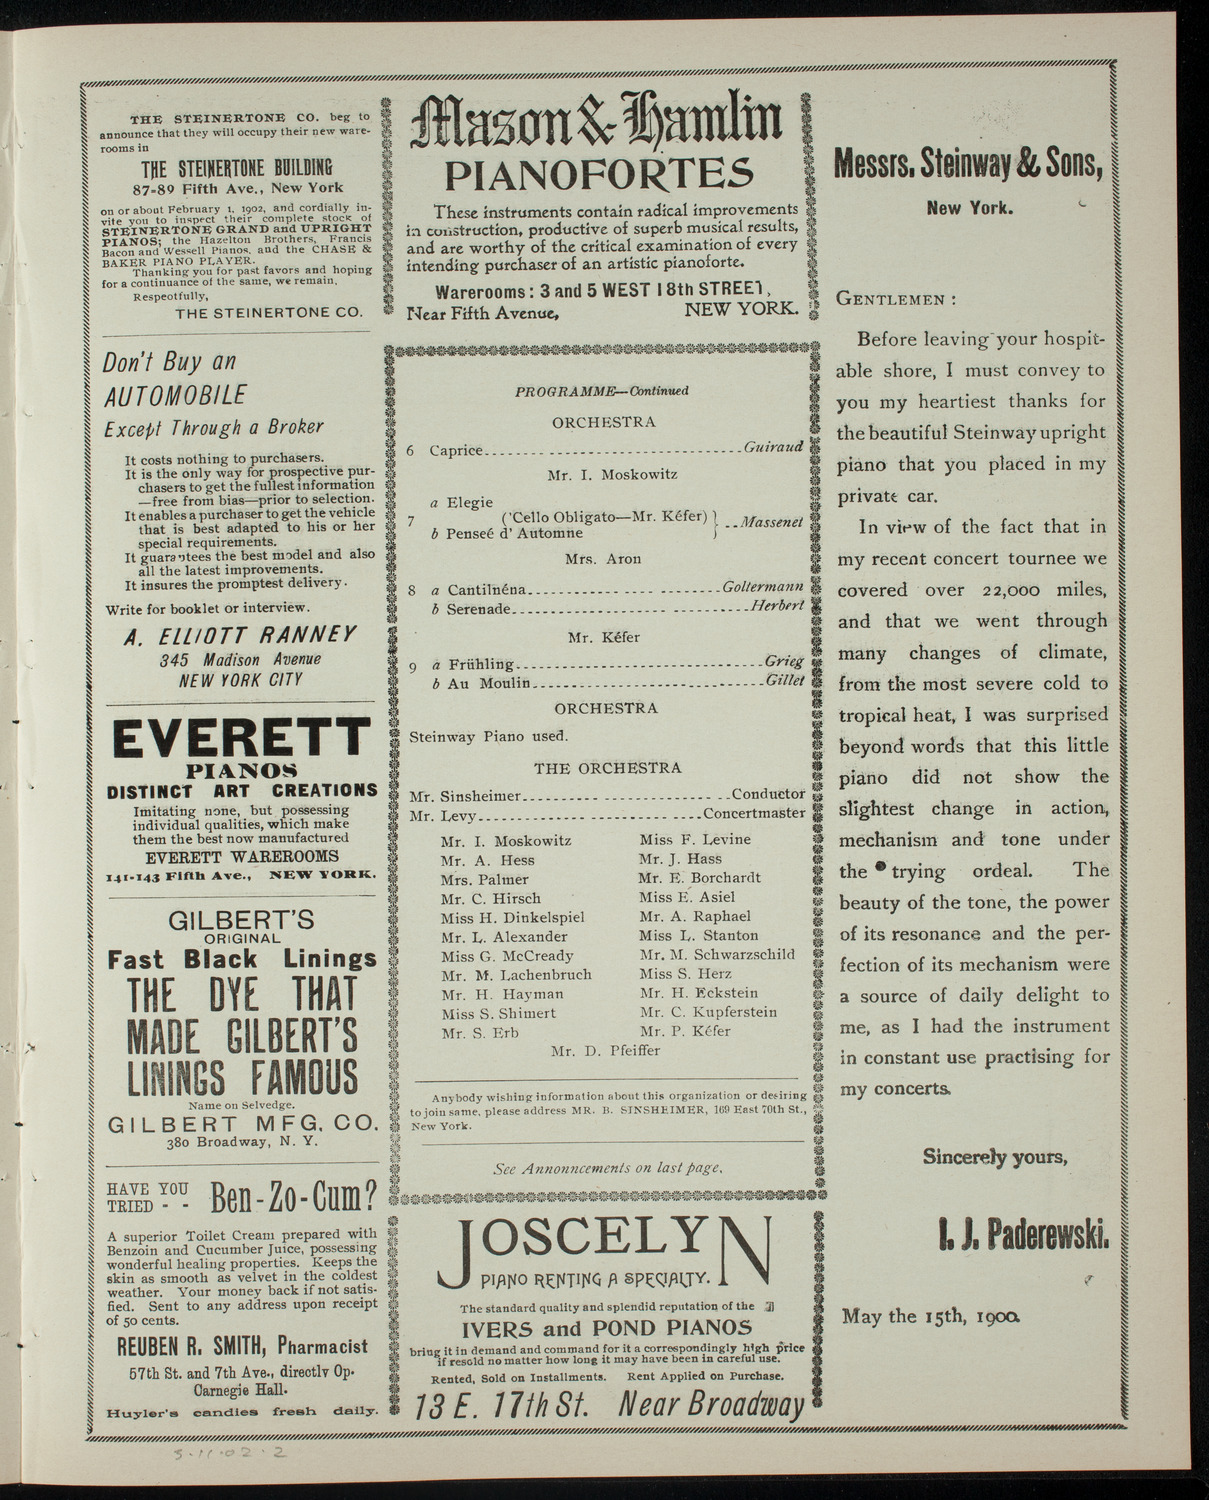 THE STEINERTONE CO. beg to
announce that they will occupy their new ware-
rooms in
THE STEINERTONE BUILDING
87-89 Fifth Ave., New York
on or about February 1, 1902, and cordially in-
vite you to inspect their complete stock of
STEINERTONE GRAND and UPRIGHT
PIANOS; the Hazelton Brothers, Francis
Bacon and Wessell Pianos, and the CHASE &
BAKER PIANO PLAYER.
Thanking you for past favors and hoping
for a continuance of the same, we remain,
Respeotfully,
THE STEINERTONE CO.
Don't Buy an
AUTOMOBILE
Except Through a Broker
It costs nothing to purchasers.
It is the only way for prospective pur-
chasers to get the fullest information
—free from bias—prior to selection.
It enables a purchaser to get the vehicle
that is best adapted to his or her
special requirements.
It guarantees the best model and also
all the latest improvements.
It insures the promptest delivery.
Write for booklet or interview.
A. ELLIOTT RANNEY
345 Madison Avenue
NEW YORK CITY
EVERETT
PIANOS
DISTINCT ART CREATIONS
Imitating none, but possessing
individual qualities, which make
them the best now manufactured
EVERETT WAREROOMS
141-143 Fifth Ave., NEW YORK.
GILBERT'S
ORIGINAL
Fast Black Linings
THE DYE THAT
MADE GILBERT'S
LININGS FAMOUS
Name on Selvedge.
GILBERT MFG. CO.
380 Broadway, N. Y.
HAVE YOU
TRIED - - Ben-Zo-Cum?
A superior Toilet Cream prepared with
Benzoin and Cucumber Juice, possessing
wonderful healing properties. Keeps the
skin as smooth as velvet in the coldest
weather. Your money back if not satis-
fied. Sent to any address upon receipt
of 50 cents.
REUBEN R. SMITH, Pharmacist
57th St. and 7th Ave., directly Op.
Carnegie Hall.
Huyler's candies fresh daily.
Mason & Hamlin
PIANOFORTES
These instruments contain radical improvements
in construction, productive of superb musical results,
and are worthy of the critical examination of every
intending purchaser of an artistic pianoforte.
Warerooms: 3 and 5 WEST 18th STREET,
Near Fifth Avenue, NEW YORK.
PROGRAMME—Continued
ORCHESTRA
6 Caprice Guiraud
Mr. I. Moskowitz
a Elegie
7 ('Cello Obligato—Mr. Kéfer) } Massenet
b Penseé d' Automne
Mrs. Aron
8 a Cantilnéna Goltermann
b Serenade Herbert
Mr. Kéfer
9 a Frühling Grieg
b Au Moulin Gillet
ORCHESTRA
Steinway Piano used.
THE ORCHESTRA
Mr. Sinsheimer Conductor
Mr. Levy Concertmaster
Mr. I. Moskowitz Miss F. Levine
Mr. A. Hess Mr. J. Hass
Mrs. Palmer Mr. E. Borchardt
Mr. C. Hirsch Miss E. Asiel
Miss H. Dinkelspiel Mr. A. Raphael
Mr. L. Alexander Miss L. Stanton
Miss G. McCready Mr. M. Schwarzschild
Mr. M. Lachenbruch Miss S. Herz
Mr. H. Hayman Mr. H. Eckstein
Miss S. Shimert Mr. C. Kupferstein
Mr. S. Erb Mr. P. Kéfer
Mr. D. Pfeiffer
Anybody wishing information about this organization or desiring
to join same, please address MR. B. SINSHEIMER, 169 East 70th St.,
New York.
See Annonncements on last page.
JOSCELYN
PIANO RENTING A SPECIALTY.
The standard quality and splendid reputation of the
IVERS and POND PIANOS
bring it in demand and command for it a correspondingly high price
if resold no matter how long it may have been in careful use.
Rented, Sold on Installments. Rent Applied on Purchase.
13 E. 17th St. Near Broadway
Messrs. Steinway & Sons,
New York.
GENTLEMEN:
Before leaving your hospit-
able shore, I must convey to
you my heartiest thanks for
the beautiful Steinway upright
piano that you placed in my
private car.
In view of the fact that in
my recent concert tournee we
covered over 22,000 miles,
and that we went through
many changes of climate,
from the most severe cold to
tropical heat, I was surprised
beyond words that this little
piano did not show the
slightest change in action,
mechanism and tone under
the trying ordeal. The
beauty of the tone, the power
of its resonance and the per-
fection of its mechanism were
a source of daily delight to
me, as I had the instrument
in constant use practising for
my concerts.
Sincerely yours,
I. J. Paderewski.
May the 15th, 1900.
3-11-02-2